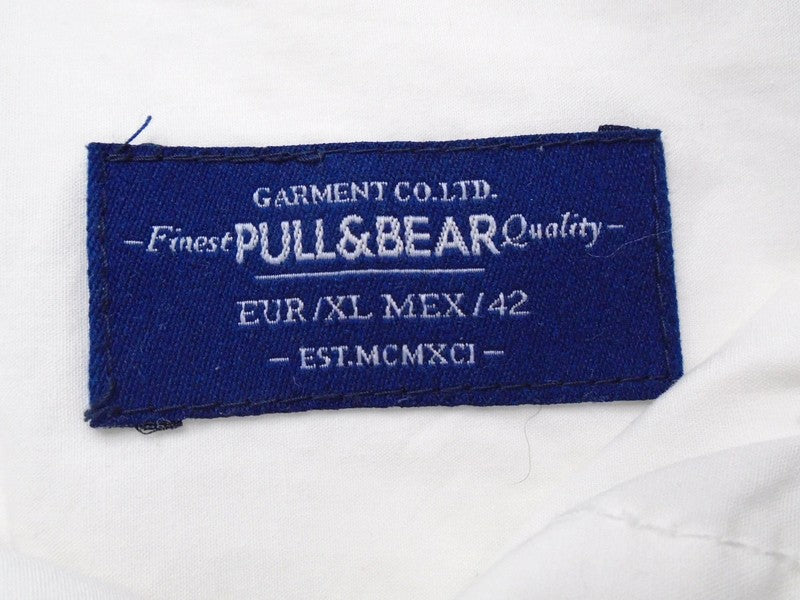 GARMENT CO.LTD.
-Finest PULL&BEAR Quality-
EUR/XL MEX/42
- EST.MCMXCI -